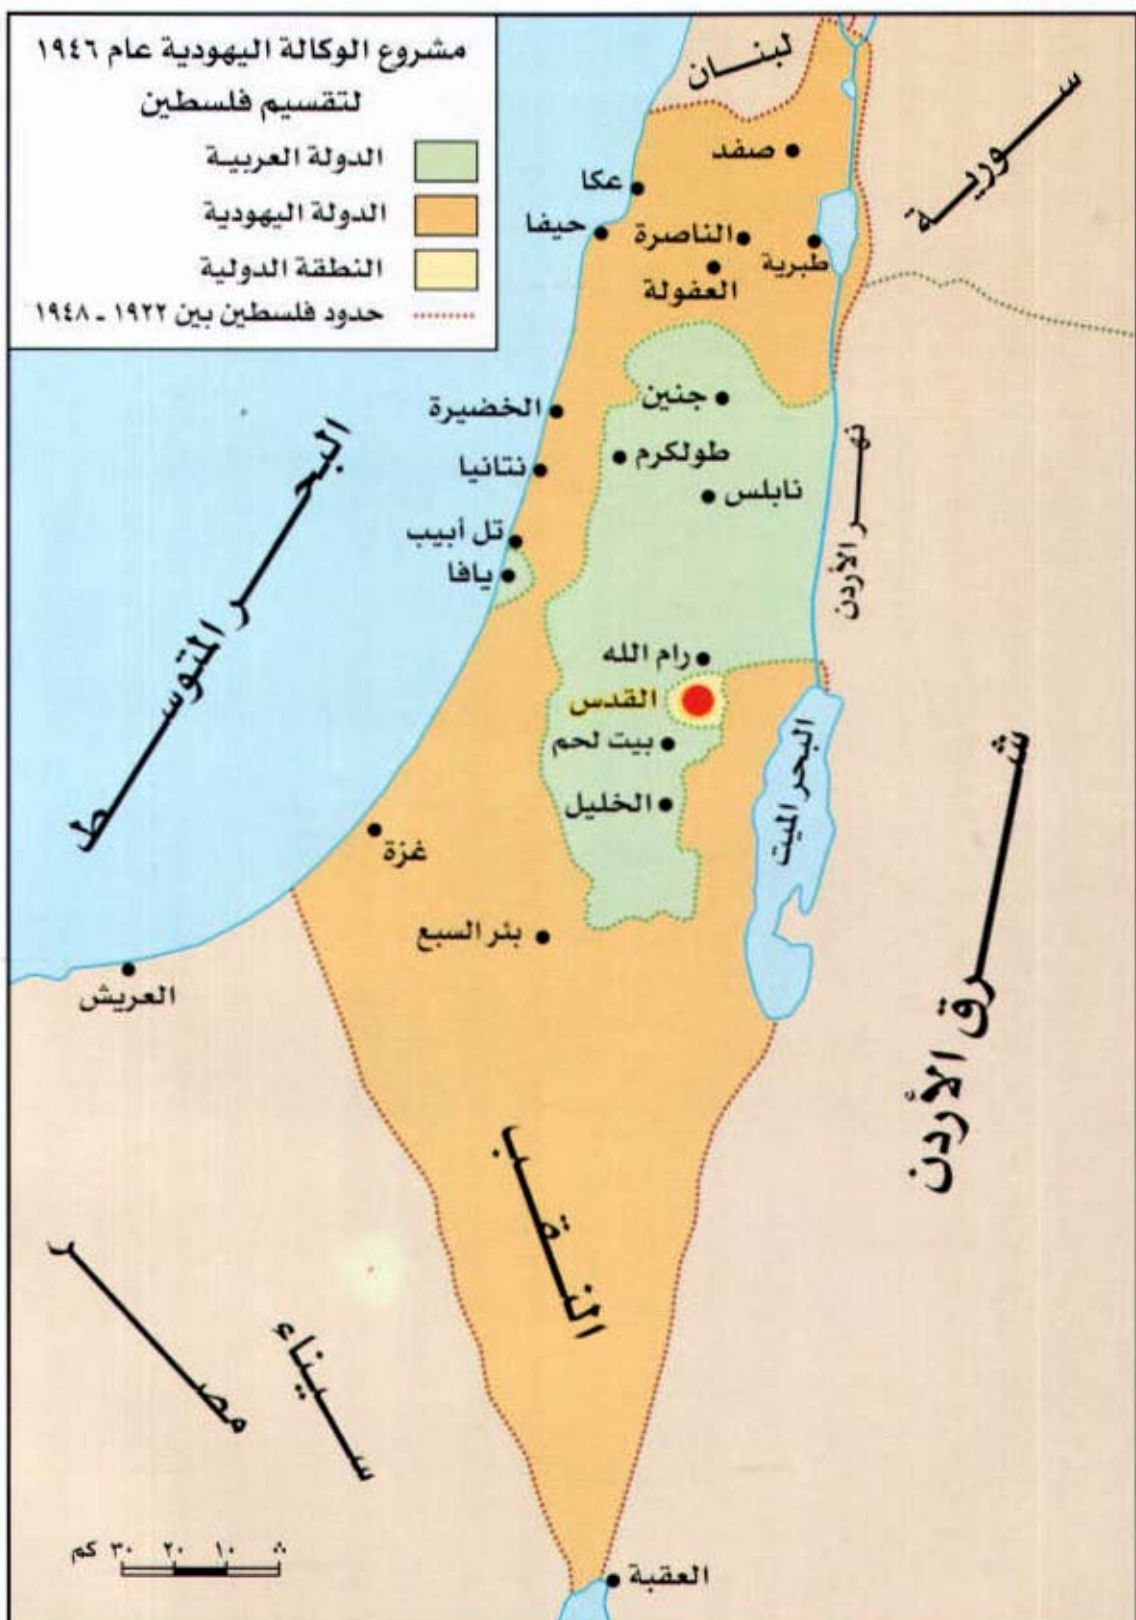 مشروع الوكالة اليهودية عام ١٩٤٦
لتقسيم فلسطين
الدولة العربية
الدولة اليهودية
النطقة الدولية
حدود فلسطين بين ١٩٢٢ ـ ١٩٤٨
لبنان
سورية
صفد
عكا
حيفا
الناصرة
طبرية
العفولة
جنين
الخضيرة
طولكرم
نتانيا
نابلس
تل أبيب
يافا
نهر الأردن
البحر المتوسط
رام الله
القدس
بيت لحم
الخليل
البحر الميت
غزة
بئر السبع
العريش
شرق الأردن
النقب
مصر
سيناء
العقبة
١٠ ٢٠ ٣٠ كم